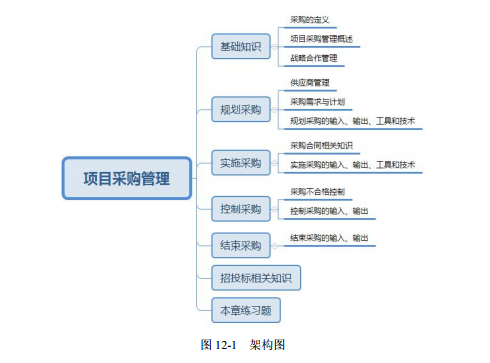 项目采购管理
基础知识
采购的定义
项目采购管理概述
战略合作管理
规划采购
供应商管理
采购需求与计划
规划采购的输入、输出、工具和技术
实施采购
采购合同相关知识
实施采购的输入、输出、工具和技术
控制采购
采购不合格控制
控制采购的输入、输出
结束采购
结束采购的输入、输出
招投标相关知识
本章练习题
图 12-1 架构图